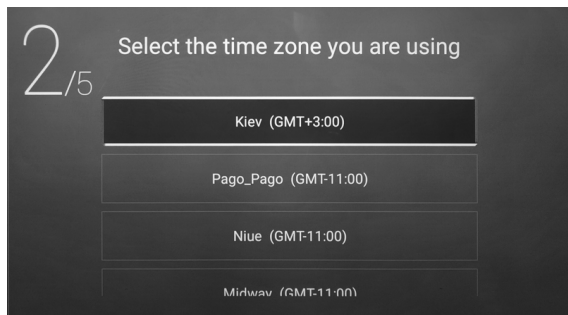 2/5
Select the time zone you are using
Kiev (GMT+3:00)
Pago_Pago (GMT-11:00)
Niue (GMT-11:00)
Midway (GMT-11:00)